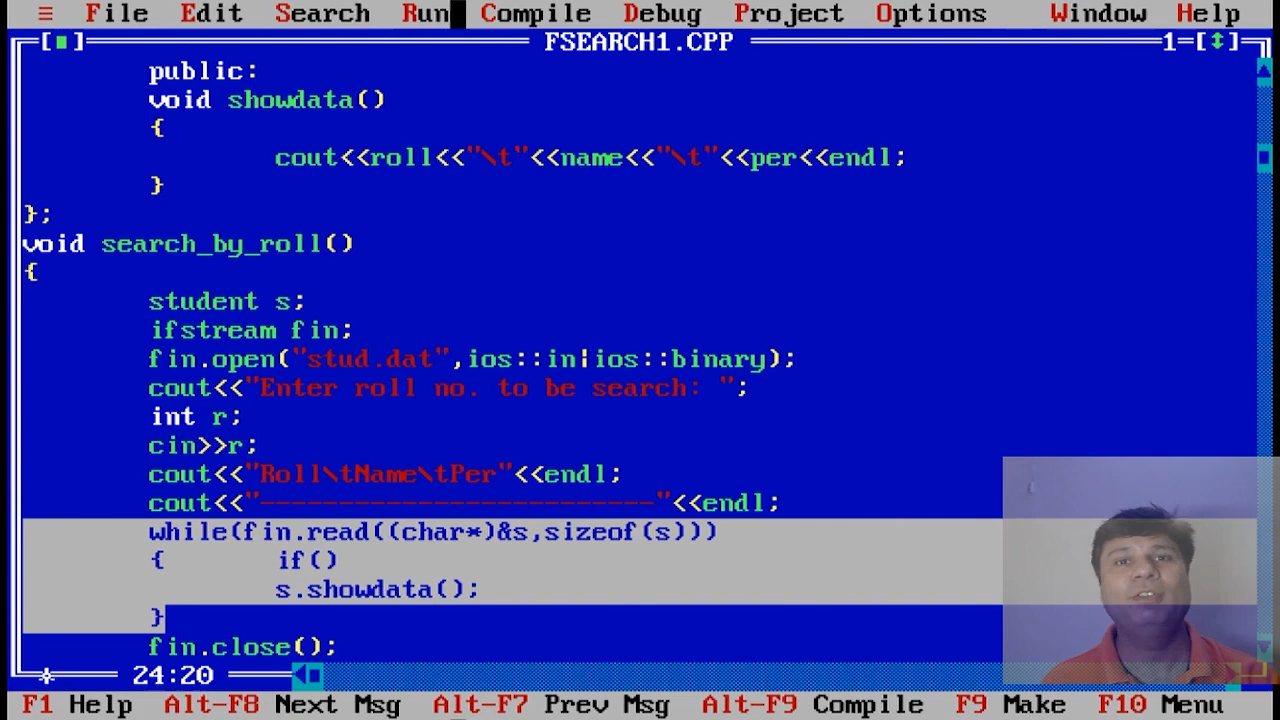 ≡ File Edit Search Run Compile Debug Project Options Window Help
[■] FSEARCH1.CPP 1=[↕]
public:
void showdata()
{
cout<<roll<<"\t"<<name<<"\t"<<per<<endl;
}
};
void search_by_roll()
{
student s;
ifstream fin;
fin.open("stud.dat",ios::in|ios::binary);
cout<<"Enter roll no. to be search: ";
int r;
cin>>r;
cout<<"Roll\tName\tPer"<<endl;
cout<<"-------------------------"<<endl;
while(fin.read((char*)&s,sizeof(s)))
{ if()
s.showdata();
}
fin.close();
24:20
F1 Help Alt-F8 Next Msg Alt-F7 Prev Msg Alt-F9 Compile F9 Make F10 Menu